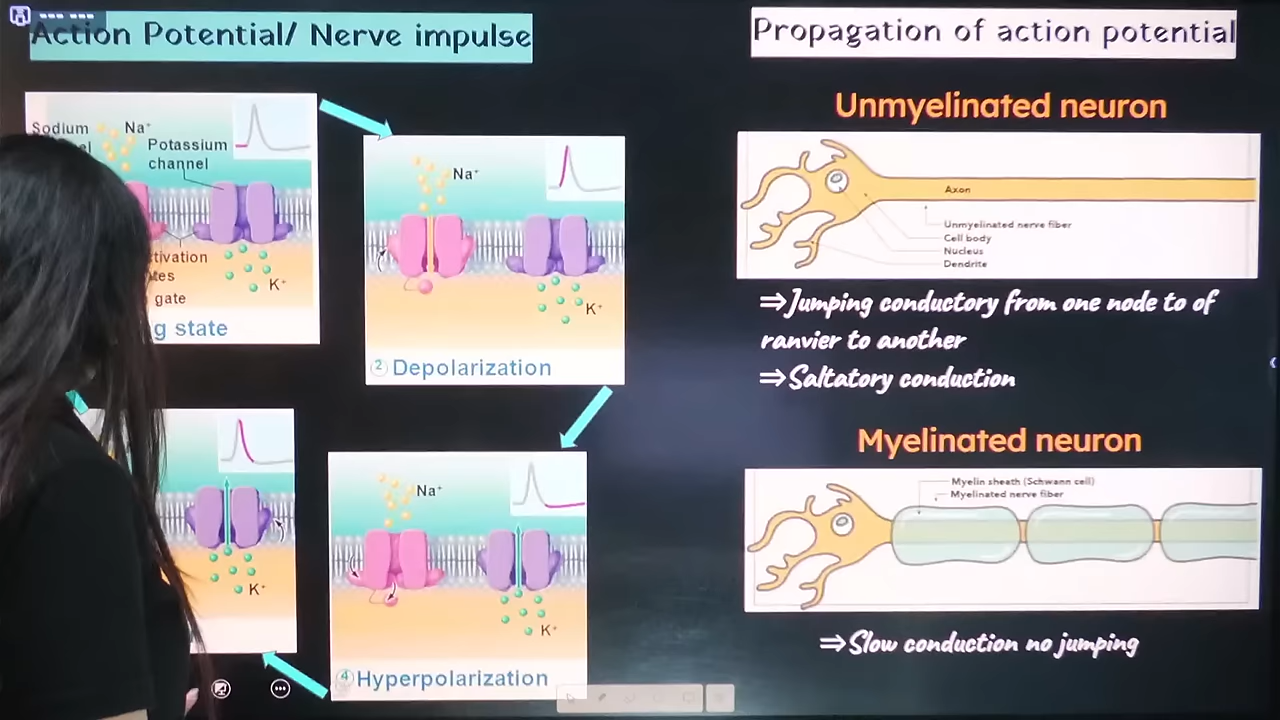 Action Potential/ Nerve impulse
Sodium
Na⁺
Potassium
channel
K⁺
gate
g state
Na⁺
K⁺
② Depolarization
K⁺
Na⁺
K⁺
④ Hyperpolarization
Propagation of action potential
Unmyelinated neuron
Axon
Unmyelinated nerve fiber
Cell body
Nucleus
Dendrite
⇒Jumping conductory from one node to of
ranvier to another
⇒Saltatory conduction
Myelinated neuron
Myelin sheath (Schwann cell)
Myelinated nerve fiber
⇒Slow conduction no jumping